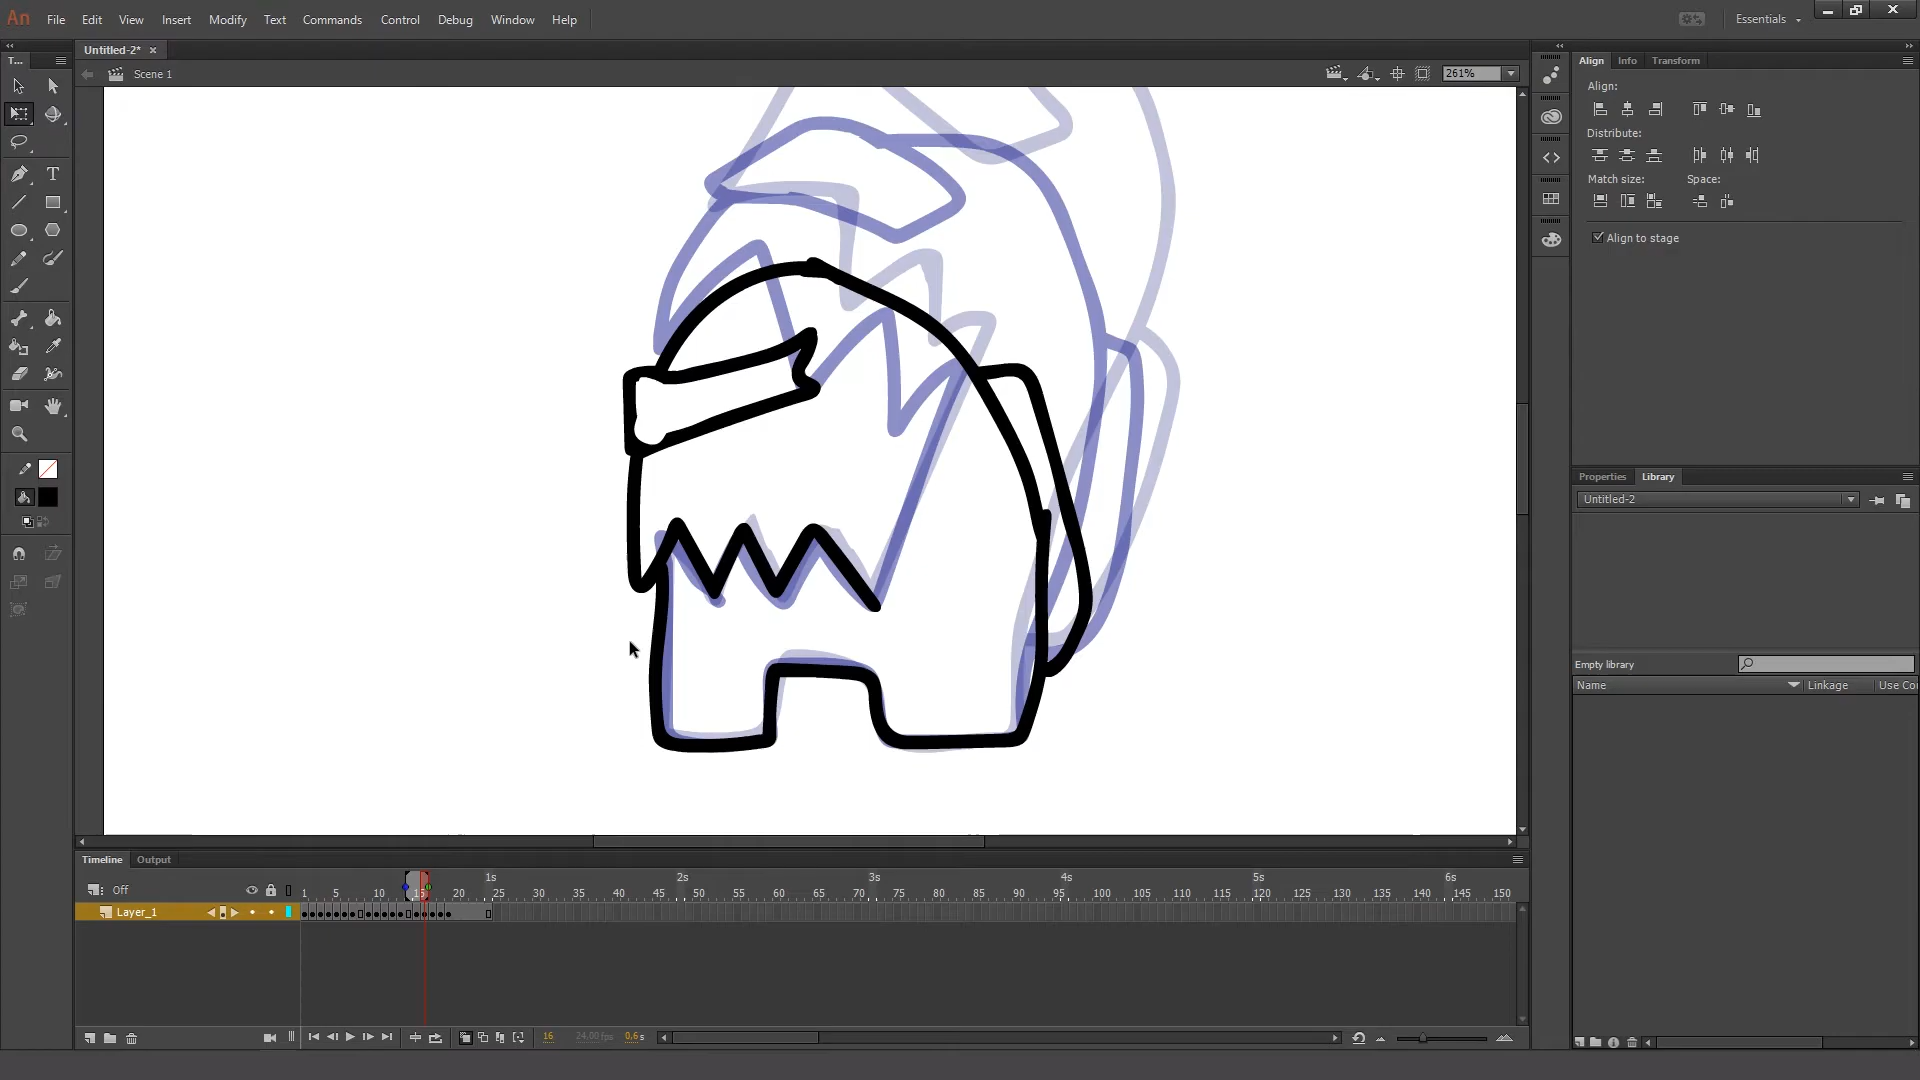 An File Edit View Insert Modify Text Commands Control Debug Window Help Essentials
Untitled-2* ×
Scene 1 261%
T...
Align Info Transform
Align:
Distribute:
Match size: Space:
Align to stage
Properties Library
Untitled-2
Empty library
Name Linkage Use Co
Timeline Output
Off 1s 2s 3s 4s 5s 6s
1 5 10 15 20 25 30 35 40 45 50 55 60 65 70 75 80 85 90 95 100 105 110 115 120 125 130 135 140 145 150
Layer_1
16 24.00 fps 0.6 s